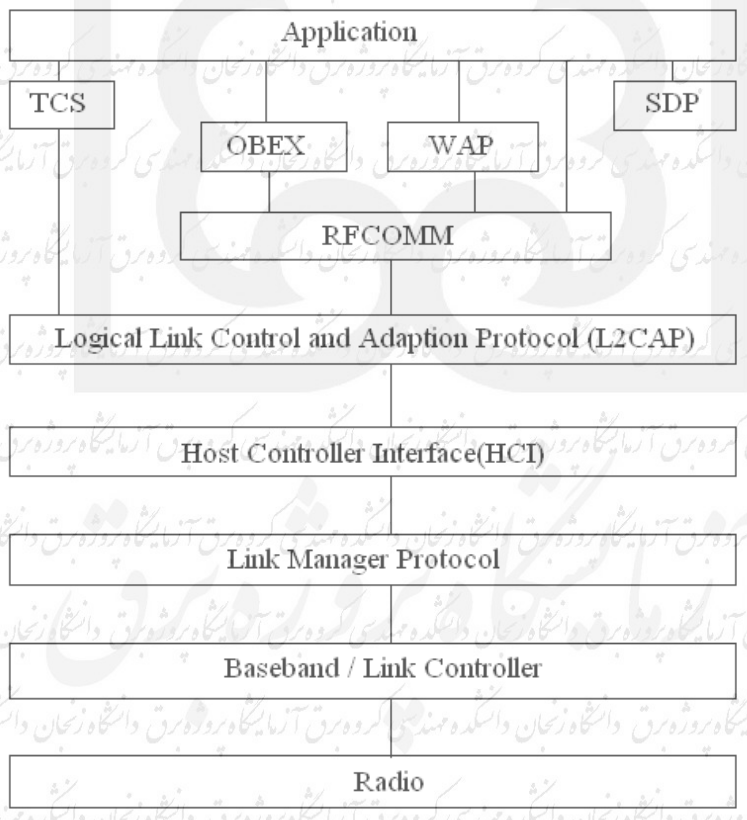 Application
TCS
SDP
OBEX
WAP
RFCOMM
Logical Link Control and Adaption Protocol (L2CAP)
Host Controller Interface(HCI)
Link Manager Protocol
Baseband / Link Controller
Radio